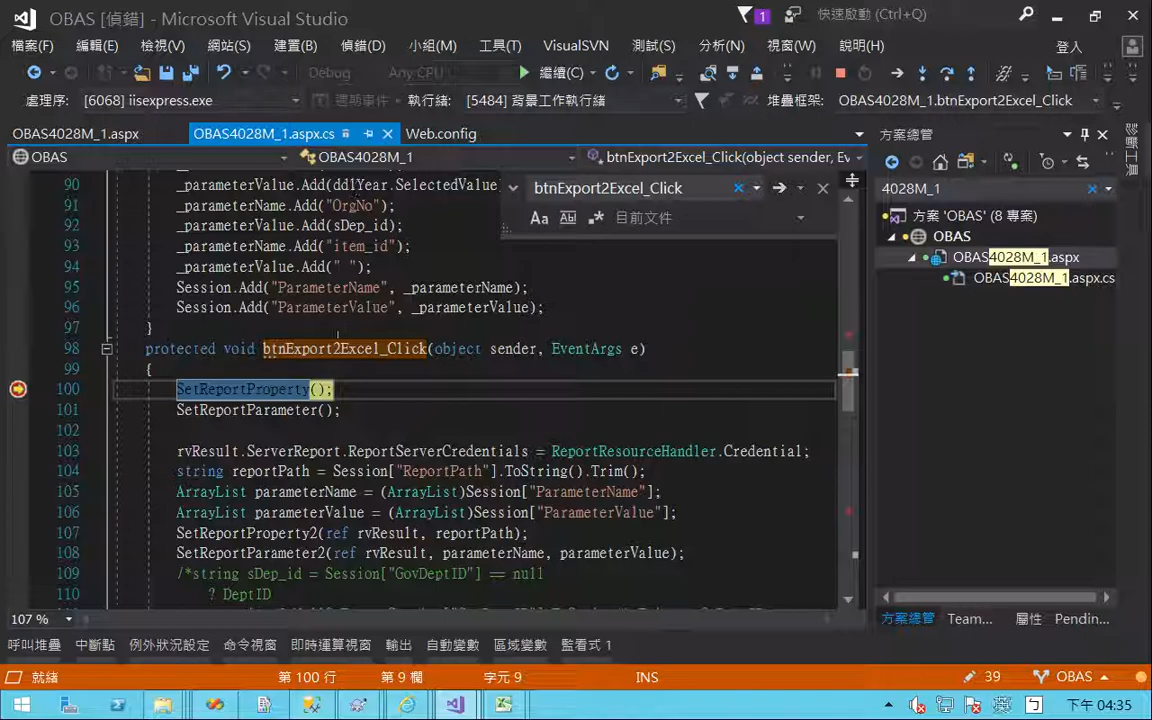 OBAS [偵錯] - Microsoft Visual Studio
1
快速啟動 (Ctrl+Q)
檔案(F) 編輯(E) 檢視(V) 網站(S) 建置(B) 偵錯(D) 小組(M) 工具(T) VisualSVN 測試(S) 分析(N) 視窗(W) 說明(H) 登入
Debug Any CPU 繼續(C)
處理序: [6068] iisexpress.exe 週期事件 執行緒: [5484] 背景工作執行緒 堆疊框架: OBAS4028M_1.btnExport2Excel_Click
OBAS4028M_1.aspx OBAS4028M_1.aspx.cs Web.config
OBAS OBAS4028M_1 btnExport2Excel_Click(object sender, Ev
btnExport2Excel_Click
Aa Ab 目前文件
90 _parameterValue.Add(ddlYear.SelectedValue
91 _parameterName.Add("OrgNo");
92 _parameterValue.Add(sDep_id);
93 _parameterName.Add("item_id");
94 _parameterValue.Add(" ");
95 Session.Add("ParameterName", _parameterName);
96 Session.Add("ParameterValue", _parameterValue);
97 }
98 protected void btnExport2Excel_Click(object sender, EventArgs e)
99 {
100 SetReportProperty();
101 SetReportParameter();
102
103 rvResult.ServerReport.ReportServerCredentials = ReportResourceHandler.Credential;
104 string reportPath = Session["ReportPath"].ToString().Trim();
105 ArrayList parameterName = (ArrayList)Session["ParameterName"];
106 ArrayList parameterValue = (ArrayList)Session["ParameterValue"];
107 SetReportProperty2(ref rvResult, reportPath);
108 SetReportParameter2(ref rvResult, parameterName, parameterValue);
109 /*string sDep_id = Session["GovDeptID"] == null
110 ? DeptID
107 %
方案總管
4028M_1
方案 'OBAS' (8 專案)
OBAS
OBAS4028M_1.aspx
OBAS4028M_1.aspx.cs
方案總管 Team... 屬性 Pendin...
診斷工具
呼叫堆疊 中斷點 例外狀況設定 命令視窗 即時運算視窗 輸出 自動變數 區域變數 監看式 1
就緒 第 100 行 第 9 欄 字元 9 INS 39 OBAS
下午 04:35